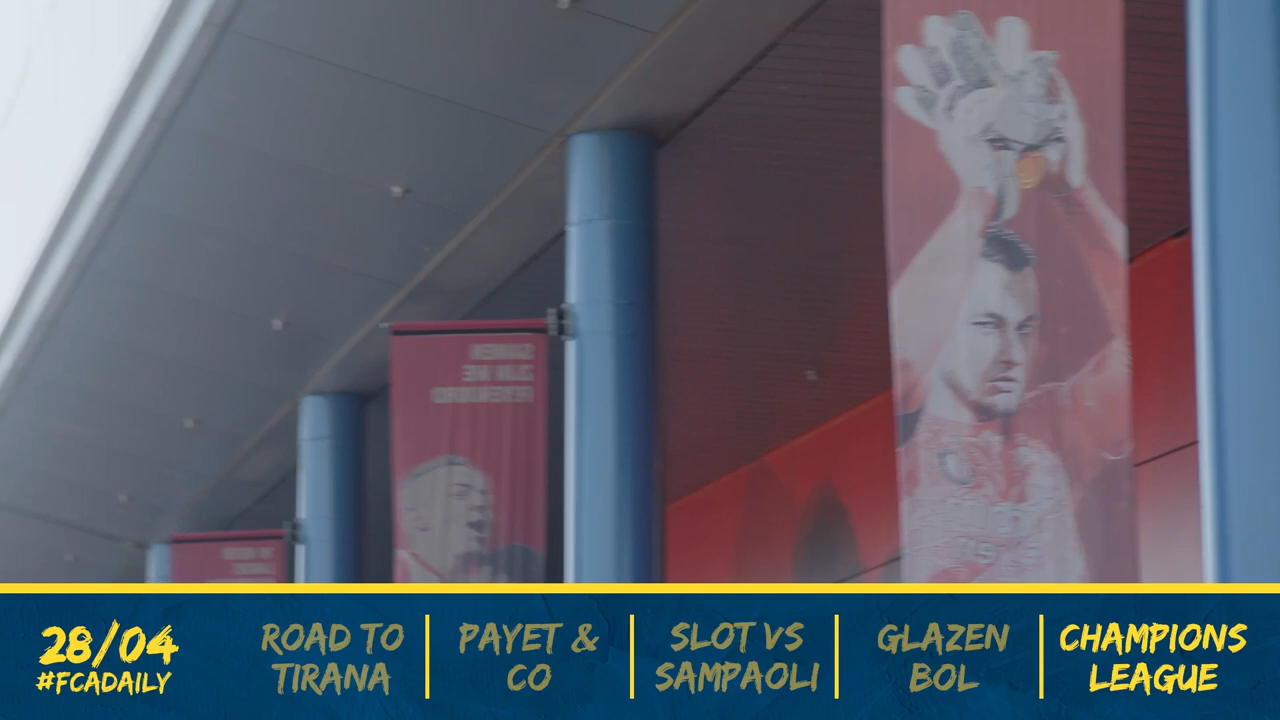 28/04
#FCADAILY
ROAD TO
TIRANA
PAYET &
CO
SLOT VS
SAMPAOLI
GLAZEN
BOL
CHAMPIONS
LEAGUE